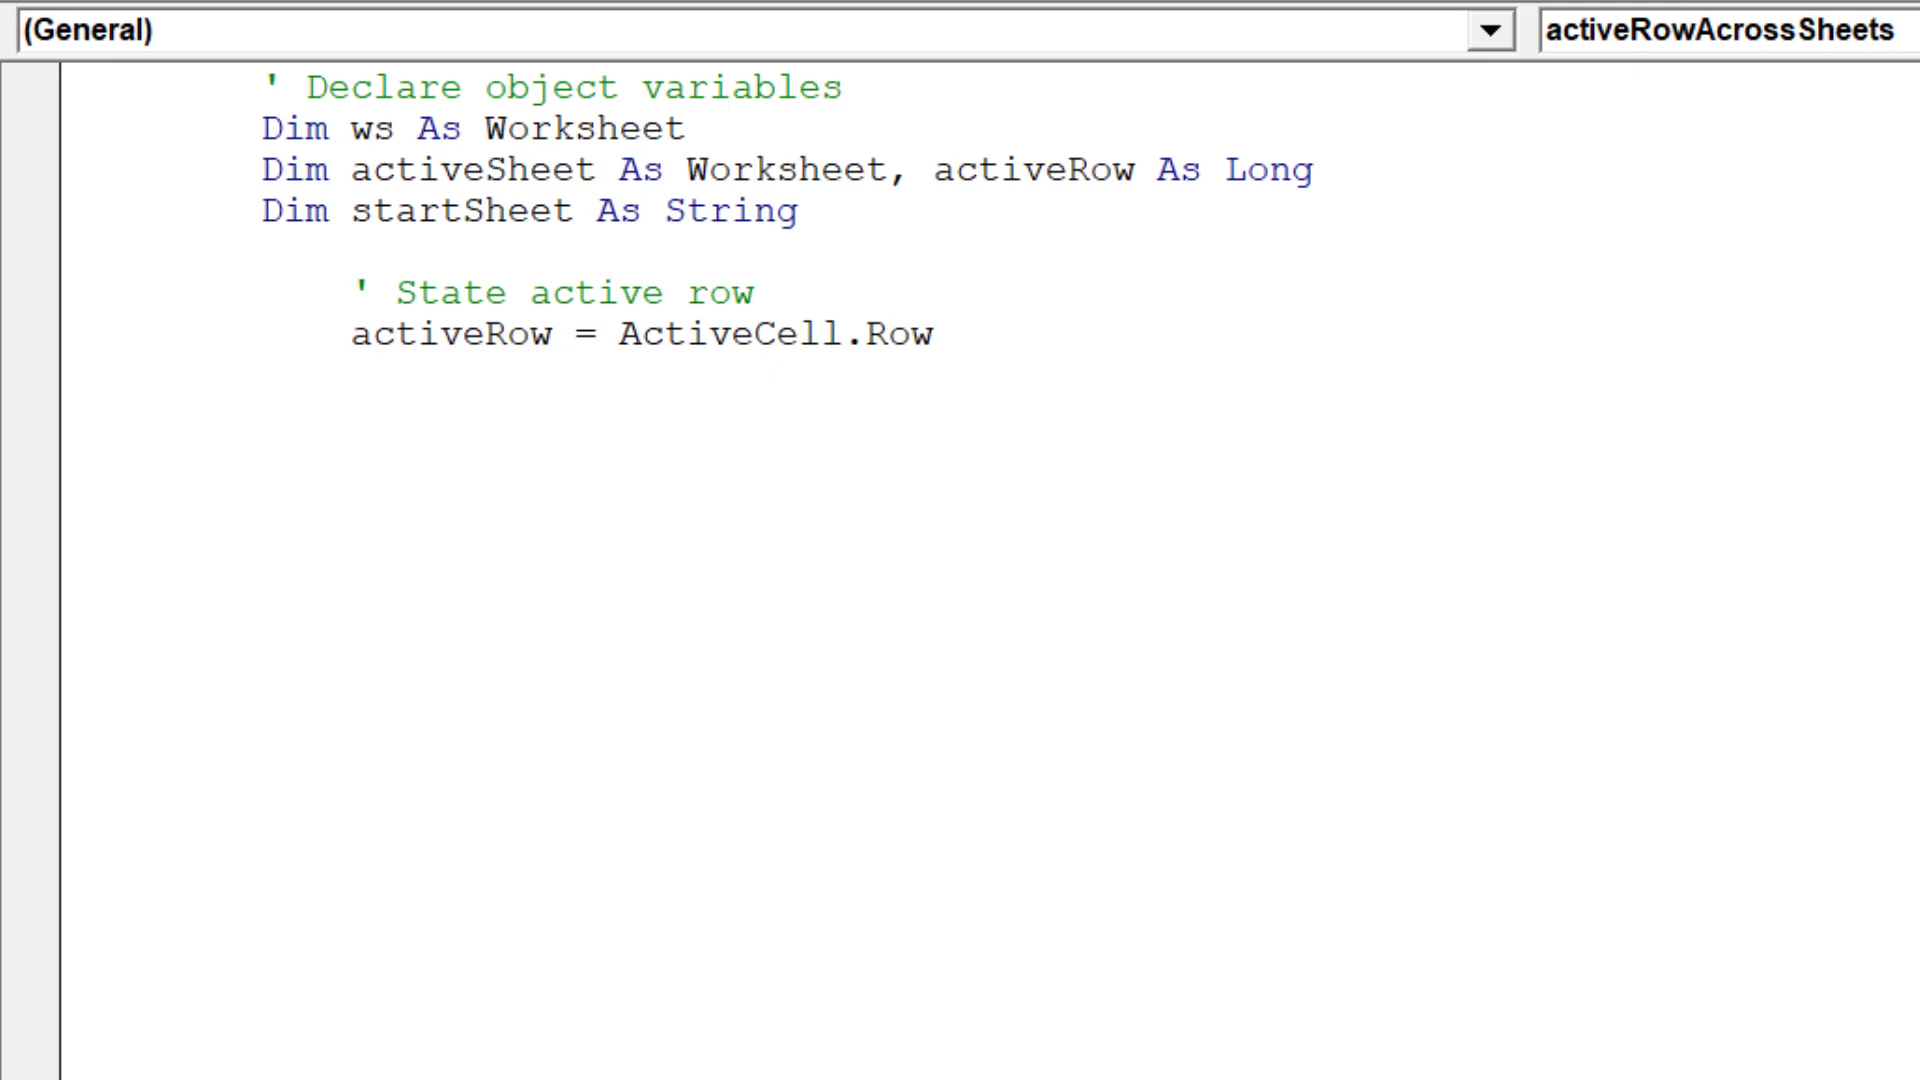 (General)
activeRowAcrossSheets
' Declare object variables
Dim ws As Worksheet
Dim activeSheet As Worksheet, activeRow As Long
Dim startSheet As String
' State active row
activeRow = ActiveCell.Row